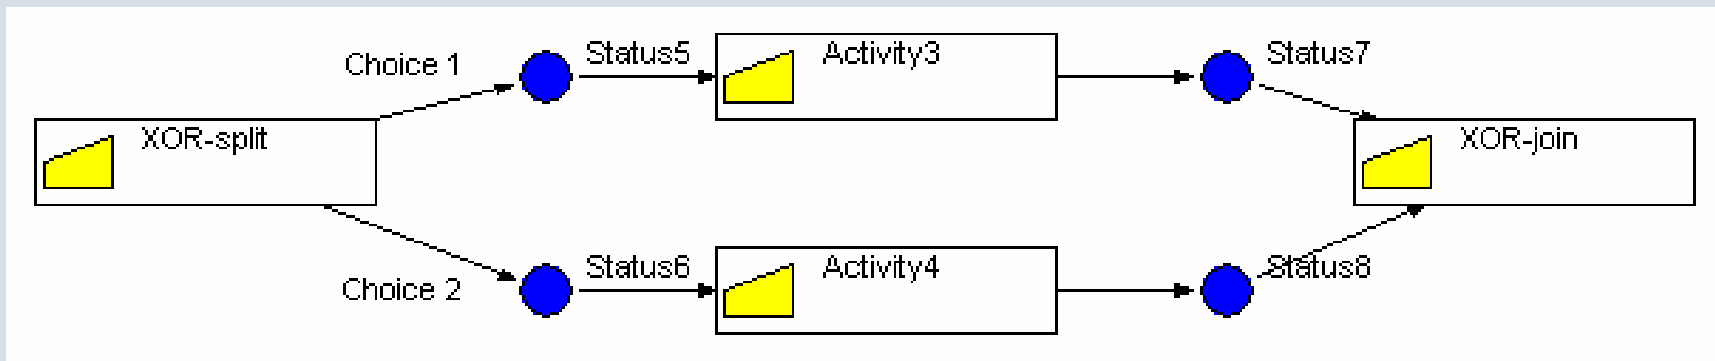 Choice 1
Status5
Activity3
Status7
XOR-split
XOR-join
Choice 2
Status6
Activity4
Status8